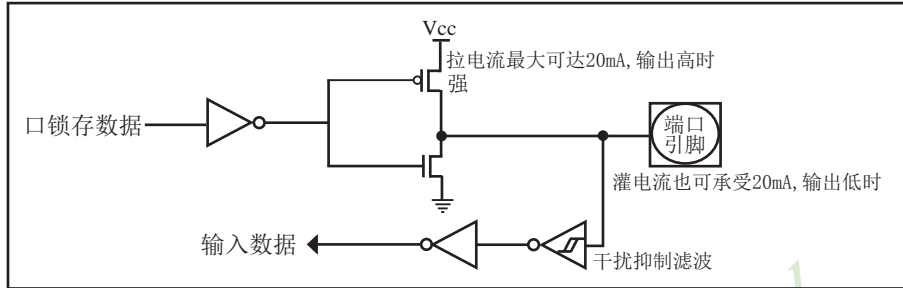 Vcc
拉电流最大可达20mA,输出高时
强
口锁存数据
端口
引脚
灌电流也可承受20mA,输出低时
输入数据
干扰抑制滤波